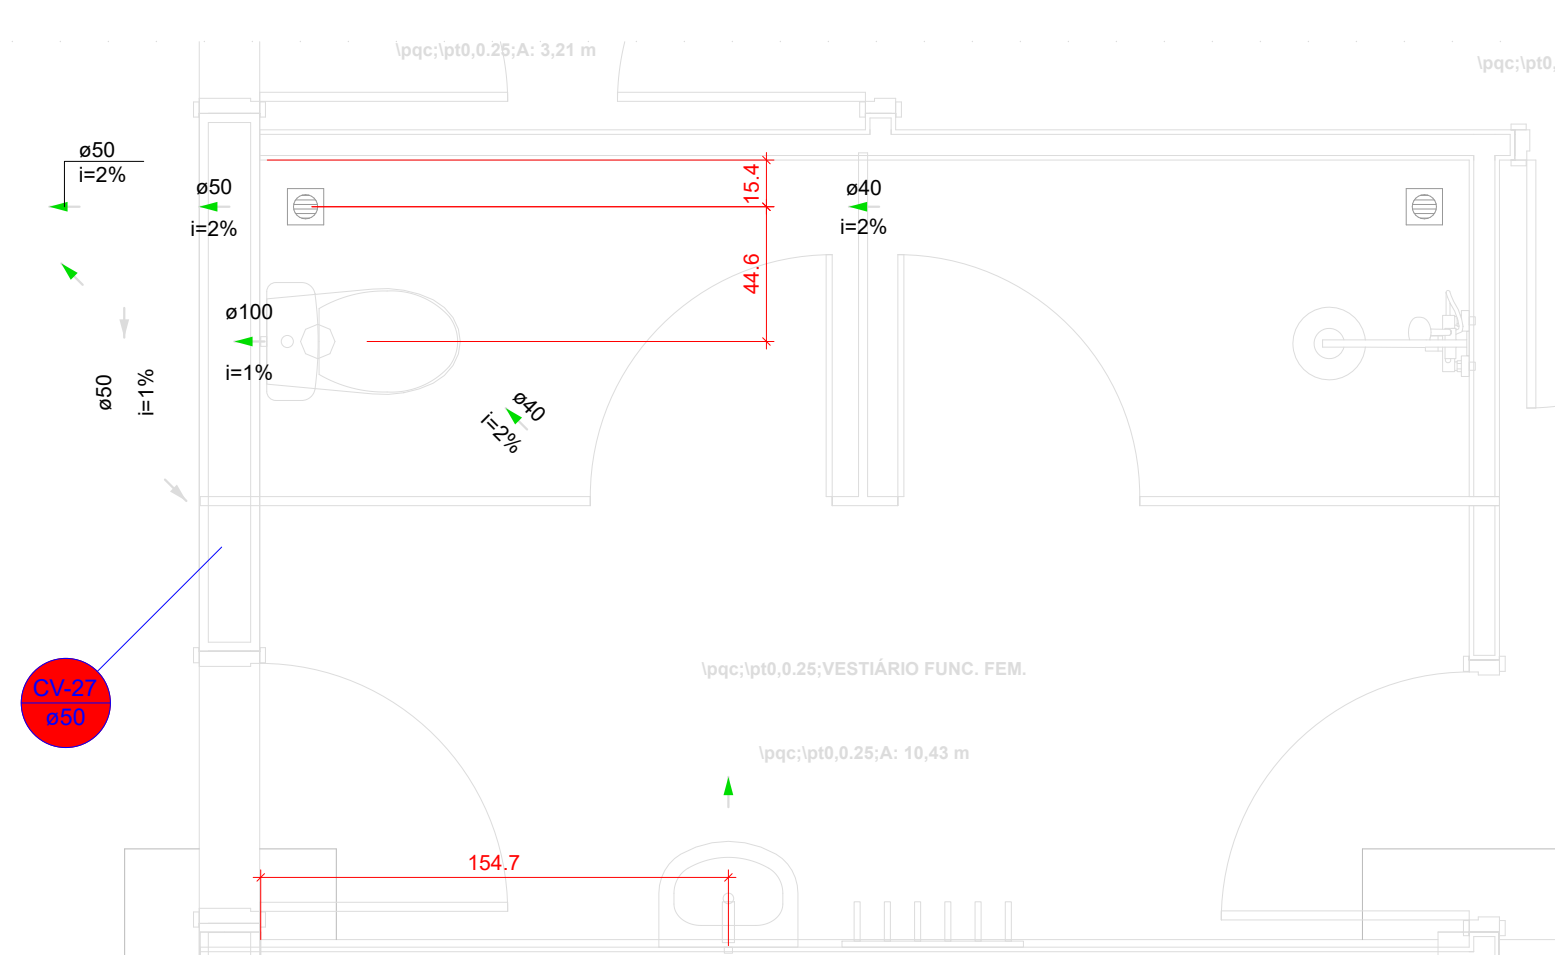 \pqc;\pt0,0.25;A: 3,21 m
\pqc;\pt0,
ø50
i=2%
ø50
i=2%
15.4
ø40
i=2%
44.6
ø100
i=1%
ø50
i=1%
ø40
i=2%
CV-27
ø50
\pqc;\pt0,0.25;VESTIÁRIO FUNC. FEM.
\pqc;\pt0,0.25;A: 10,43 m
154.7